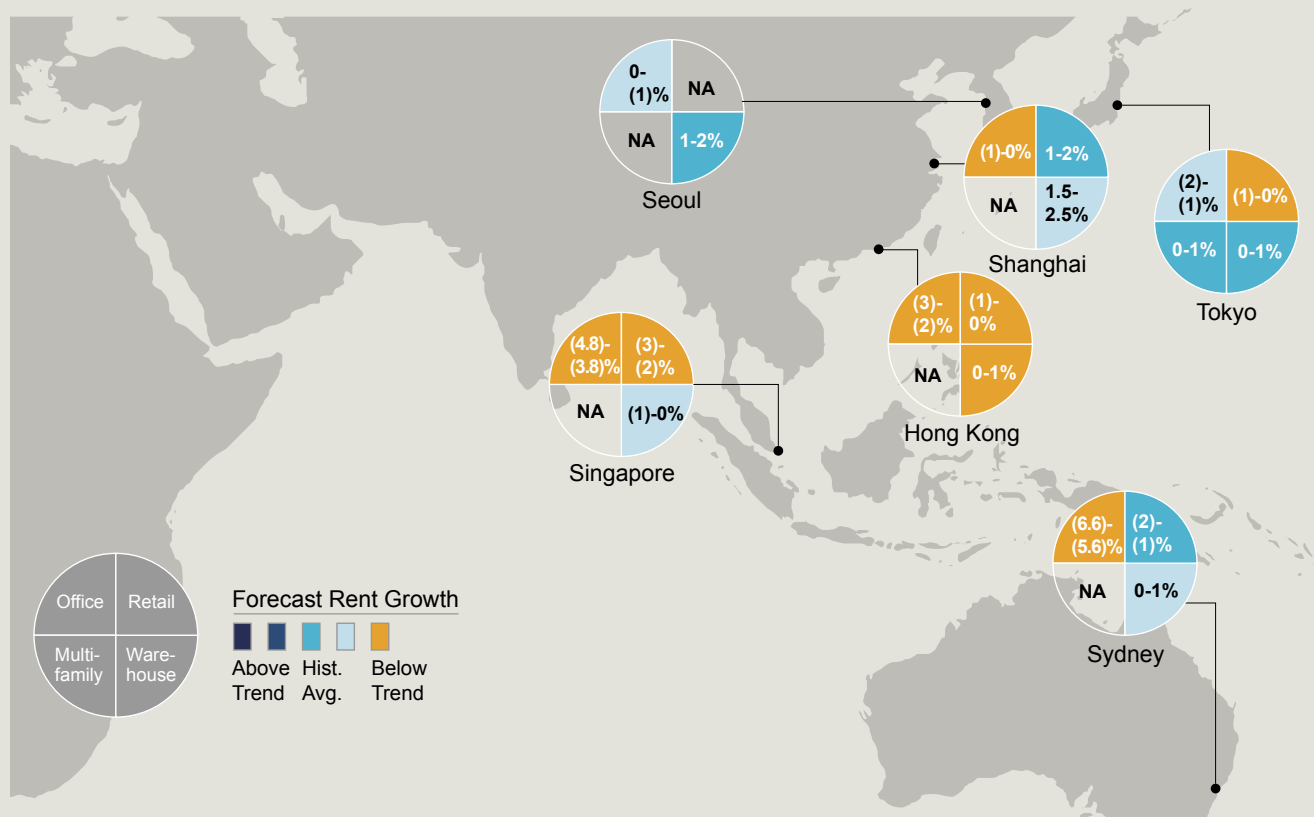 0-
(1)%
NA
NA
1-2%
Seoul
(1)-0%
1-2%
NA
1.5-
2.5%
Shanghai
(2)-
(1)%
(1)-0%
0-1%
0-1%
Tokyo
(3)-
(2)%
(1)-
0%
NA
0-1%
Hong Kong
(4.8)-
(3.8)%
(3)-
(2)%
NA
(1)-0%
Singapore
(6.6)-
(5.6)%
(2)-
(1)%
NA
0-1%
Sydney
Office
Retail
Multi-
family
Ware-
house
Forecast Rent Growth
Above
Trend
Hist.
Avg.
Below
Trend